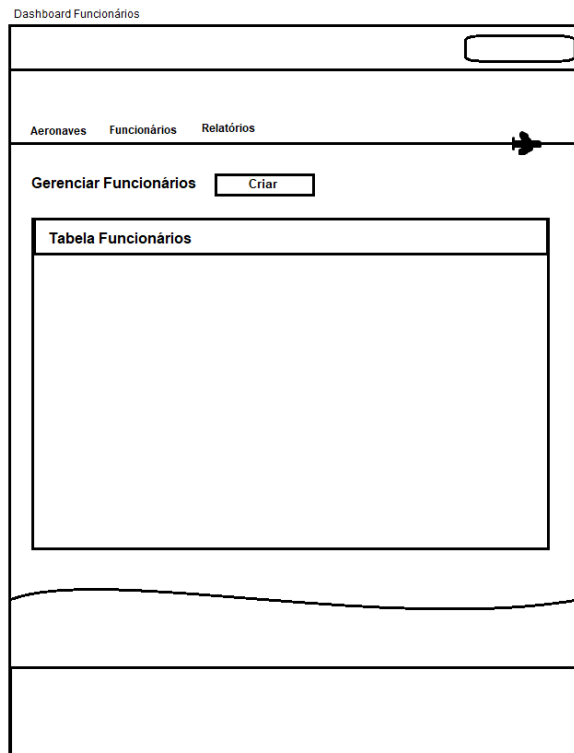 Dashboard Funcionários
Aeronaves Funcionários Relatórios
Gerenciar Funcionários Criar
Tabela Funcionários